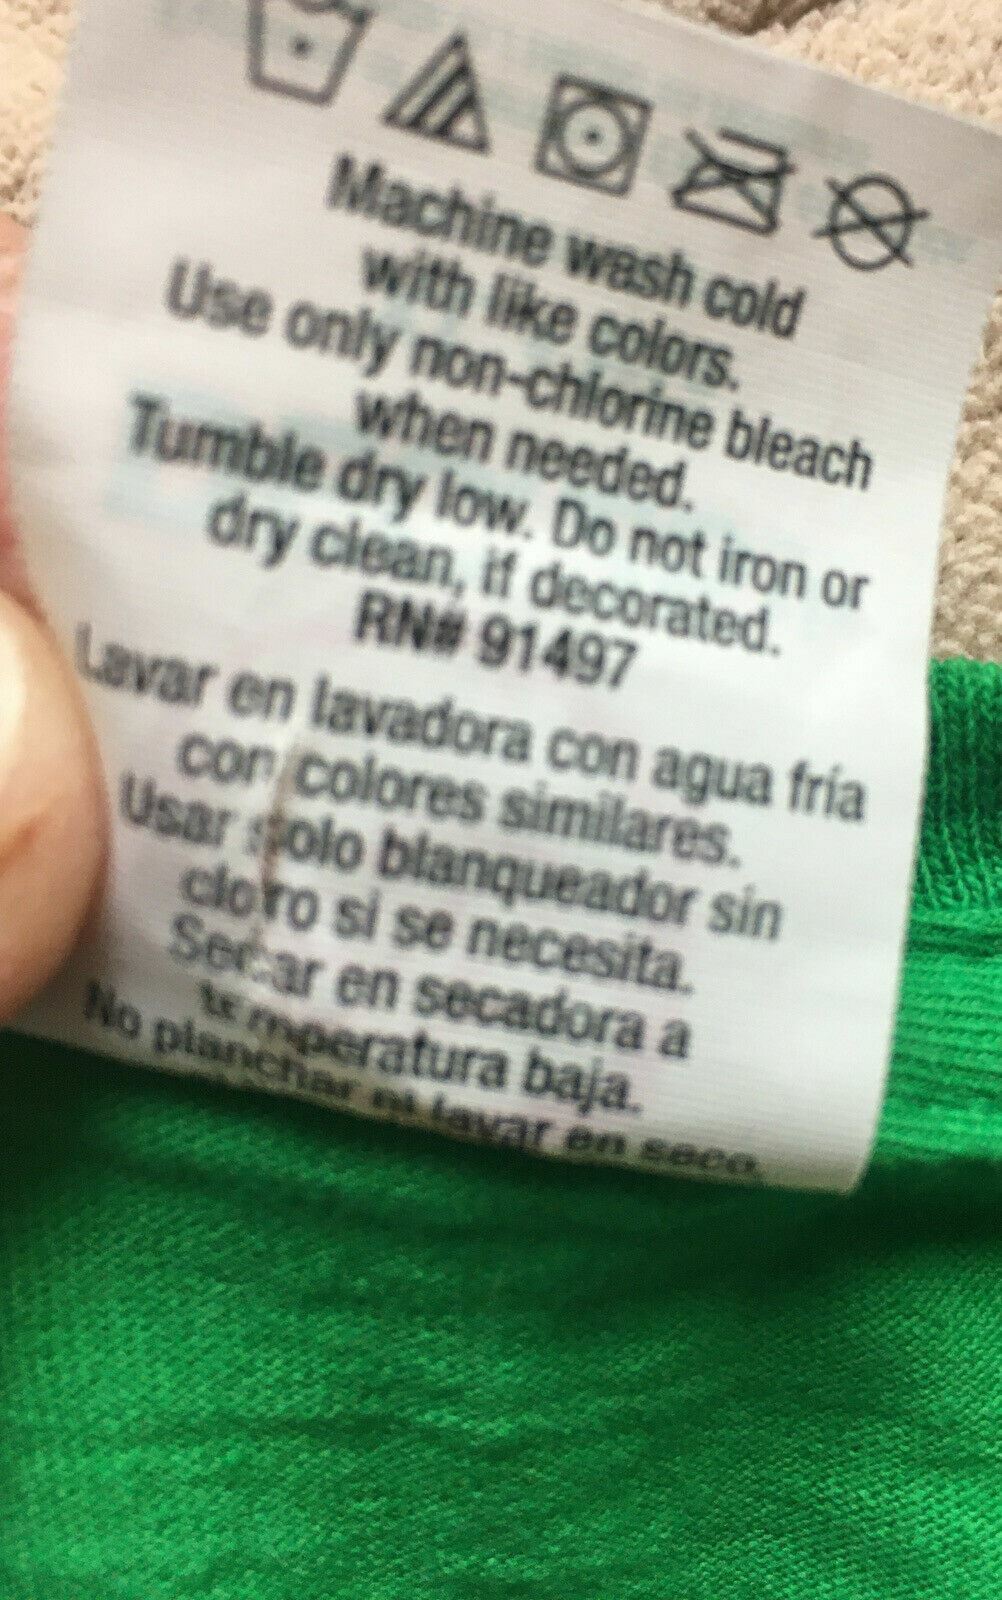 Machine wash cold
with like colors.
Use only non-chlorine bleach
when needed.
Tumble dry low. Do not iron or
dry clean, if decorated.
RN# 91497
Lavar en lavadora con agua fría
con colores similares.
Usar solo blanqueador sin
cloro si se necesita.
Secar en secadora a
temperatura baja.
No planchar ni lavar en seco.